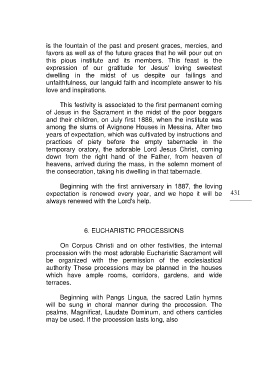 is the fountain of the past and present graces, mercies, and
favors as well as of the future graces that he will pour out on
this pious institute and its members. This feast is the
expression of our gratitude for Jesus' loving sweetest
dwelling in the midst of us despite our failings and
unfaithfulness, our languid faith and incomplete answer to his
love and inspirations.
This festivity is associated to the first permanent coming
of Jesus in the Sacrament in the midst of the poor beggars
and their children, on July first 1886, when the institute was
among the slums of Avignone Houses in Messina, After two
years of expectation, which was cultivated by instructions and
practices of piety before the empty tabernacle in the
temporary oratory, the adorable Lord Jesus Christ, coming
down from the right hand of the Father, from heaven of
heavens, arrived during the mass, in the solemn moment of
the consecration, taking his dwelling in that tabernacle.
Beginning with the first anniversary in 1887, the loving
expectation is renewed every year, and we hope it will be
always renewed with the Lord's help.
431
6. EUCHARISTIC PROCESSIONS
On Corpus Christi and on other festivities, the internal
procession with the most adorable Eucharistic Sacrament will
be organized with the permission of the ecclesiastical
authority These processions may be planned in the houses
which have ample rooms, corridors, gardens, and wide
terraces.
Beginning with Pangs Lingua, the sacred Latin hymns
will be sung in choral manner during the procession. The
psalms, Magnificat, Laudate Dominum, and others canticles
may be used. If the procession lasts long, also